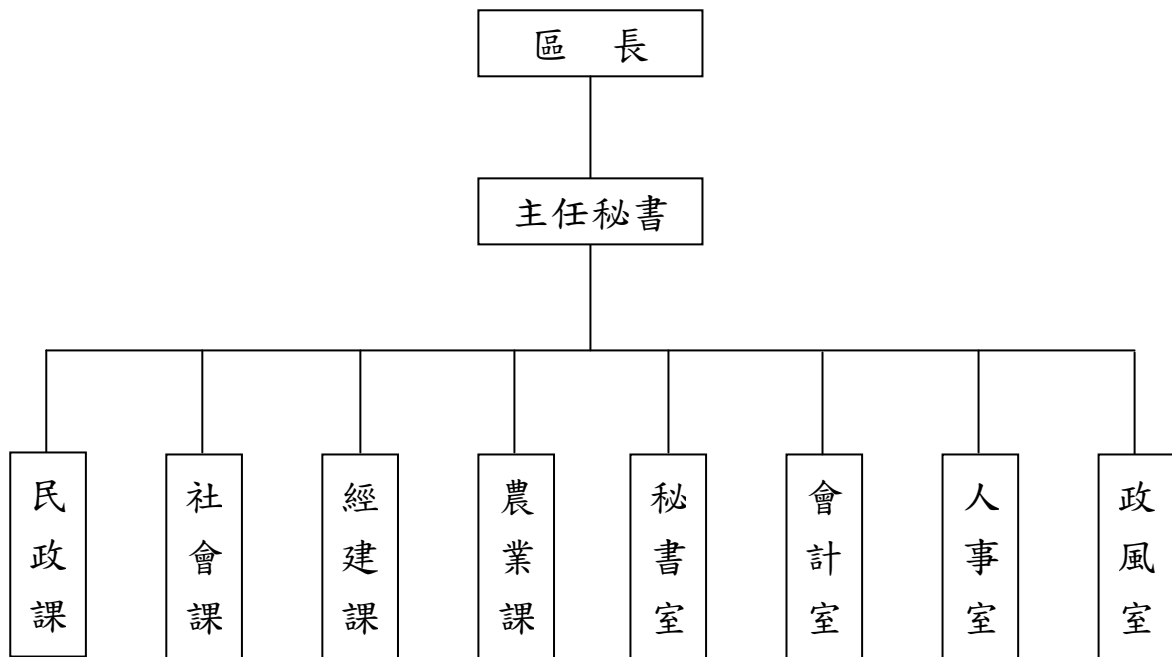 區 長
主任秘書
民政課
社會課
經建課
農業課
秘書室
會計室
人事室
政風室